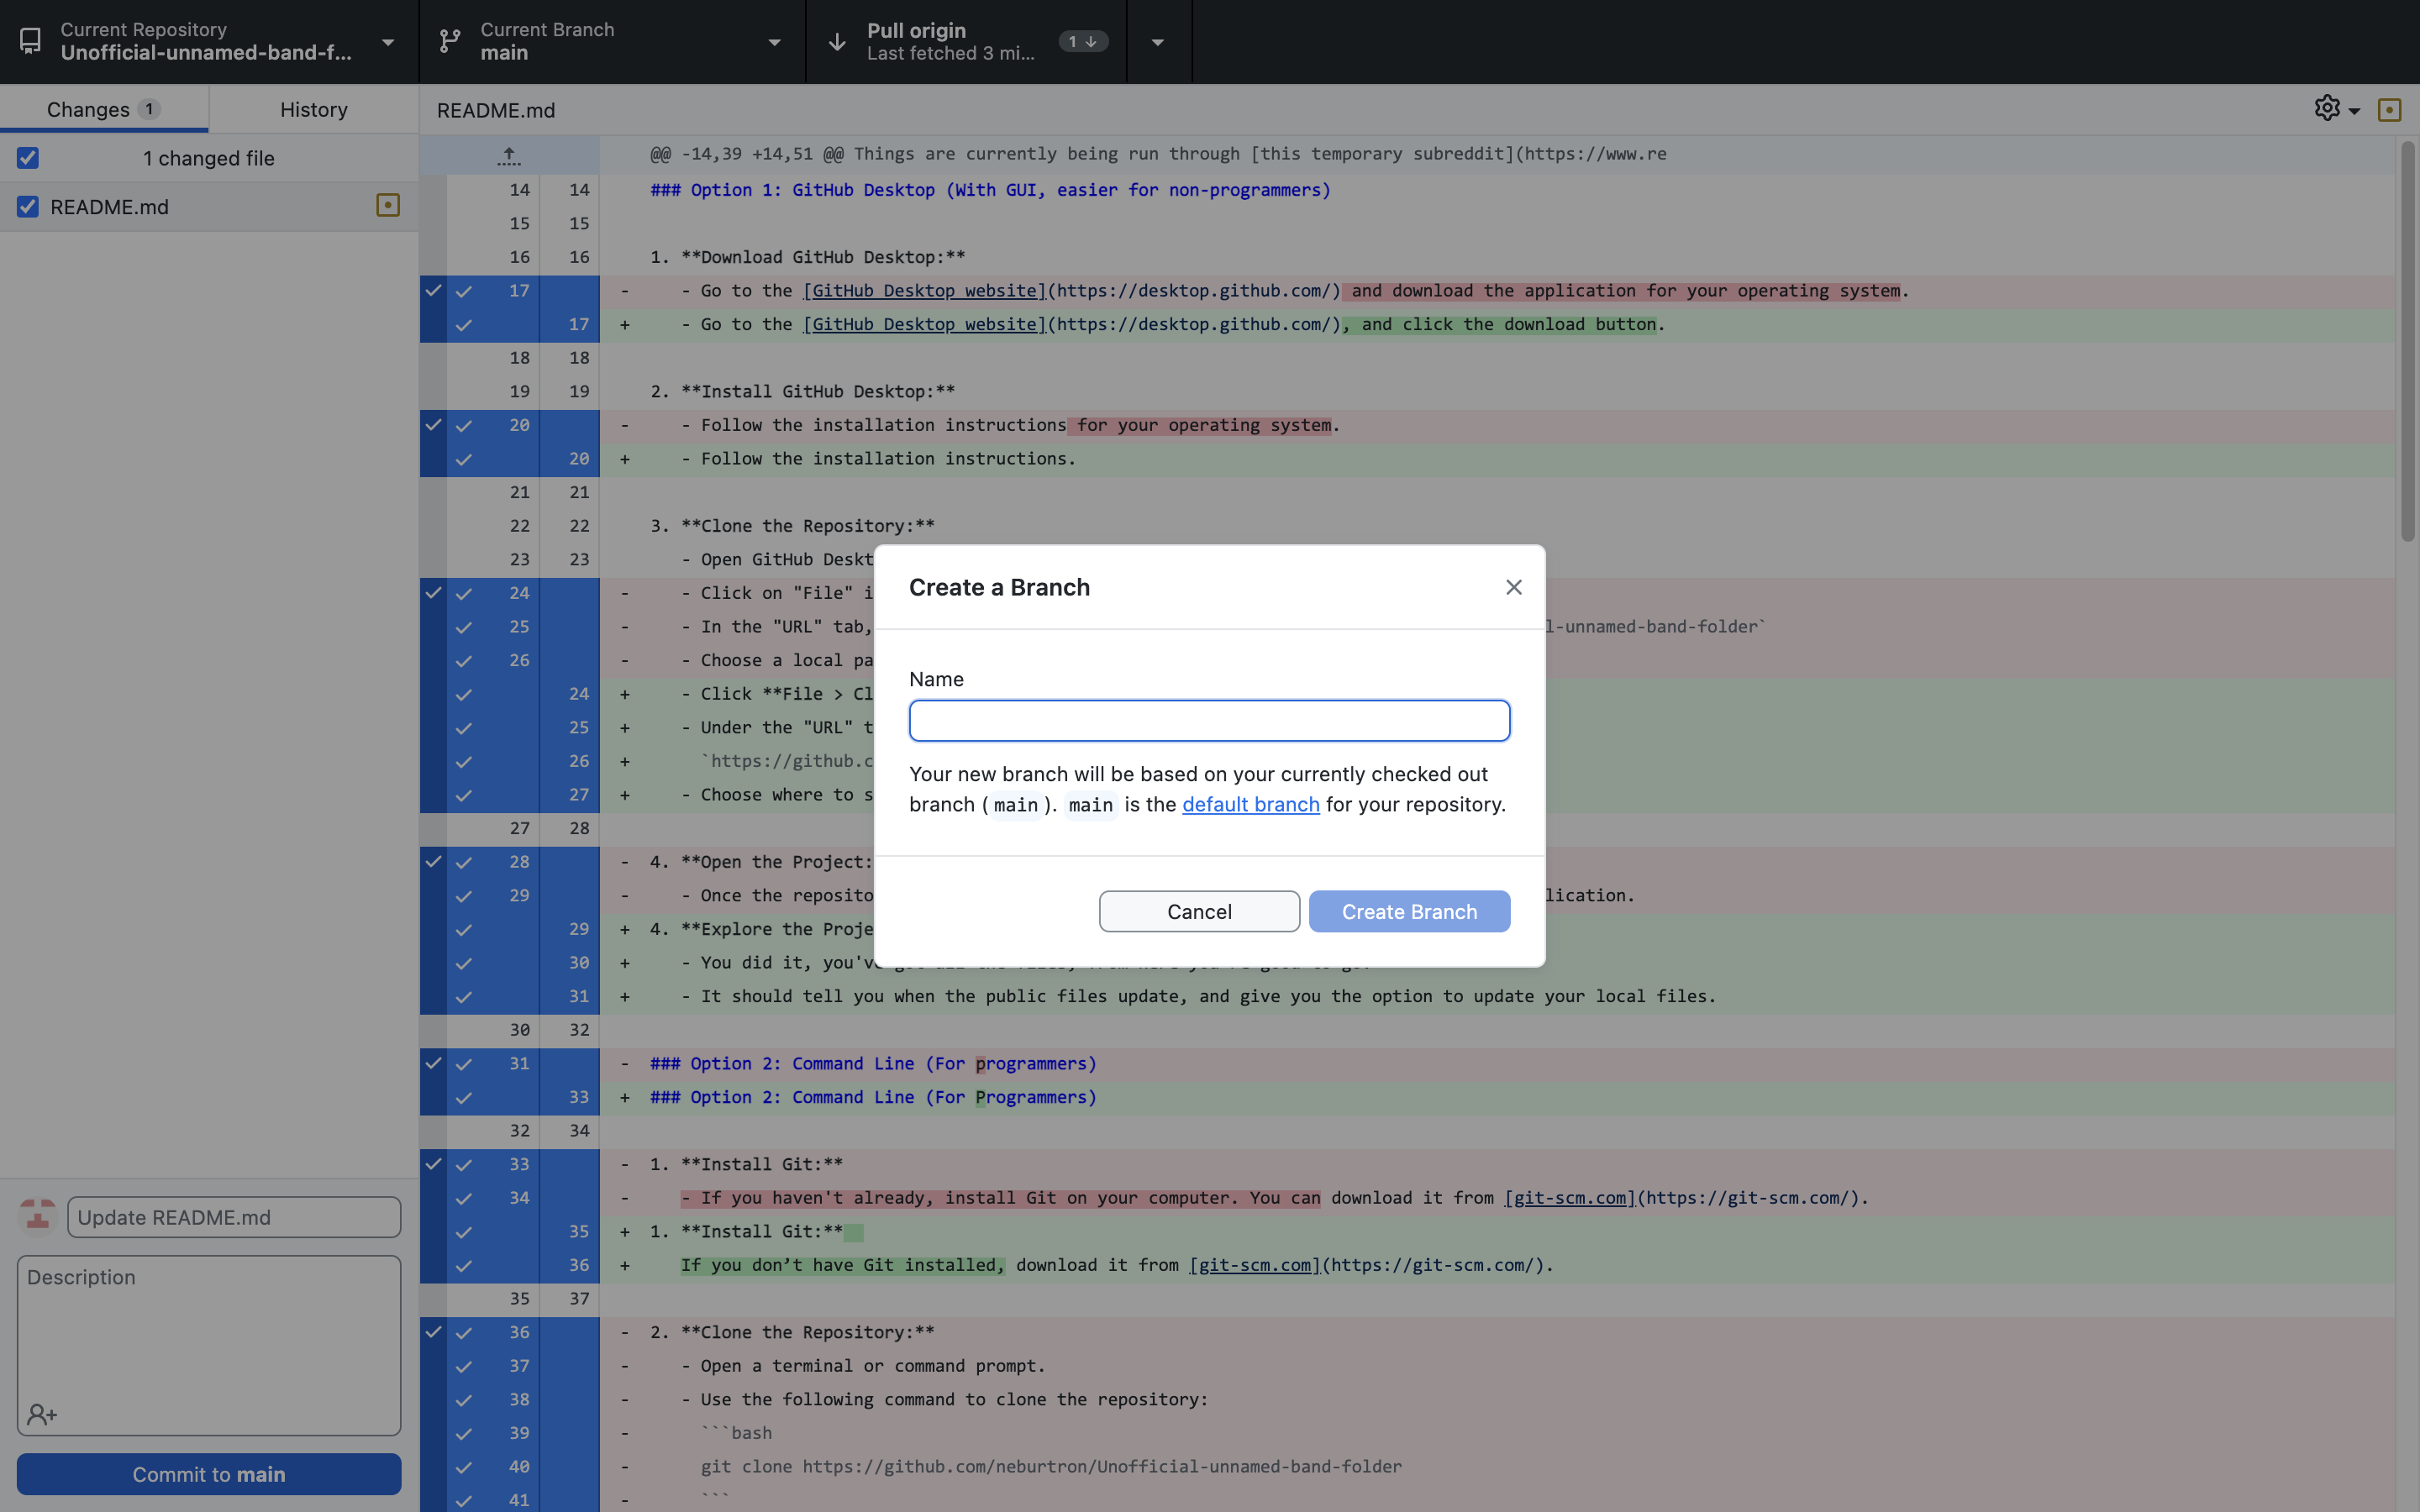 Current Repository
Unofficial-unnamed-band-f...
Current Branch
main
Pull origin
Last fetched 3 mi...
1
Changes 1
History
README.md
1 changed file
README.md
@@ -14,39 +14,51 @@ Things are currently being run through [this temporary subreddit](https://www.re
14 14 ### Option 1: GitHub Desktop (With GUI, easier for non-programmers)
15 15
16 16 1. **Download GitHub Desktop:**
17 - - Go to the [GitHub Desktop website](https://desktop.github.com/) and download the application for your operating system.
17 + - Go to the [GitHub Desktop website](https://desktop.github.com/), and click the download button.
18 18
19 19 2. **Install GitHub Desktop:**
20 - - Follow the installation instructions for your operating system.
20 + - Follow the installation instructions.
21 21
22 22 3. **Clone the Repository:**
23 23 - Open GitHub Deskt
24 - - Click on "File" i
25 - - In the "URL" tab, l-unnamed-band-folder`
26 - - Choose a local pa
24 + - Click **File > Cl
25 + - Under the "URL" t
26 + `https://github.c
27 + - Choose where to s
27 28
28 - 4. **Open the Project:
29 - - Once the reposito lication.
29 + 4. **Explore the Proje
30 + - You did it, you've
31 + - It should tell you when the public files update, and give you the option to update your local files.
30 32
31 - ### Option 2: Command Line (For programmers)
33 + ### Option 2: Command Line (For Programmers)
32 34
33 - 1. **Install Git:**
34 - - If you haven't already, install Git on your computer. You can download it from [git-scm.com](https://git-scm.com/).
35 + 1. **Install Git:**
36 + If you don’t have Git installed, download it from [git-scm.com](https://git-scm.com/).
35 37
36 - 2. **Clone the Repository:**
37 - - Open a terminal or command prompt.
38 - - Use the following command to clone the repository:
39 - ```bash
40 - git clone https://github.com/neburtron/Unofficial-unnamed-band-folder
41 - ```
Create a Branch
Name
Your new branch will be based on your currently checked out
branch (main). main is the default branch for your repository.
Cancel
Create Branch
Update README.md
Description
Commit to main